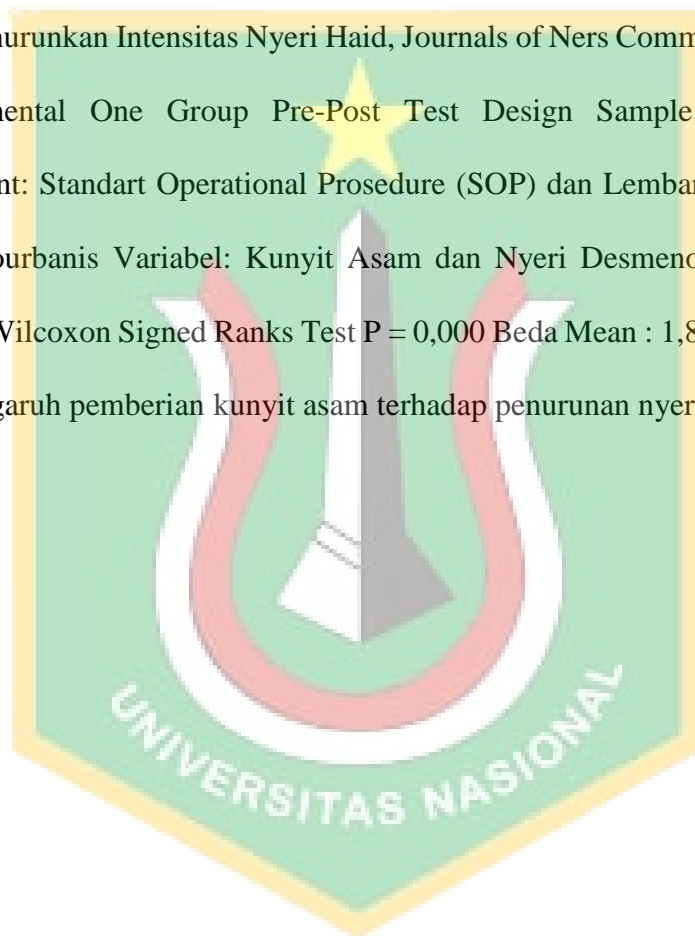 nurunkan Intensitas Nyeri Haid, Journals of Ners Comm
mental One Group Pre-Post Test Design Sample
nt: Standart Operational Prosedure (SOP) dan Lembar
ourbanis Variabel: Kunyit Asam dan Nyeri Desmeno
Wilcoxon Signed Ranks Test P = 0,000 Beda Mean : 1,8
garuh pemberian kunyit asam terhadap penurunan nyer
UNIVERSITAS NASIONAL